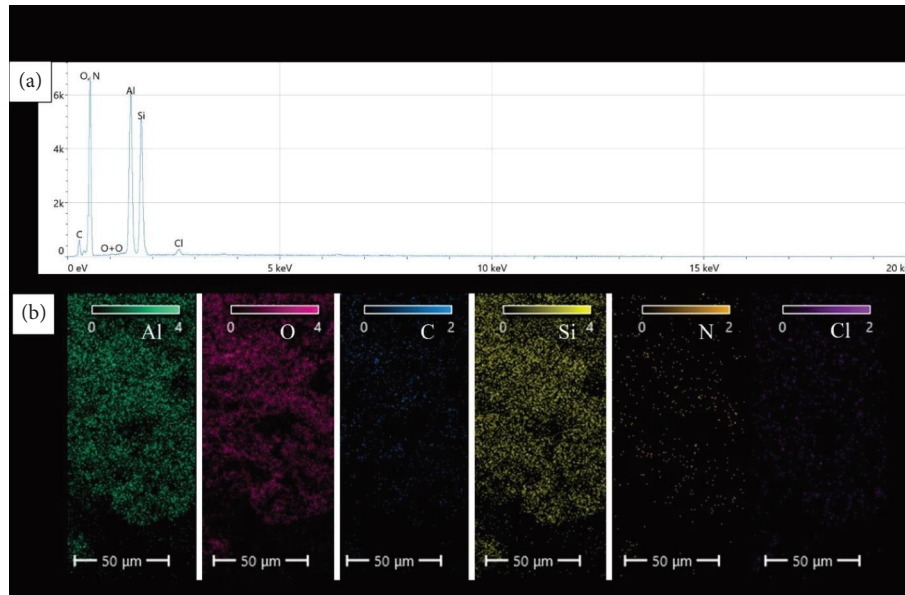 (a)
O, N
Al
6k
Si
4k
2k
C
O+O
Cl
0
0 eV
5 keV
10 keV
15 keV
20 k
(b)
0 4 0 4 0 2 0 4 0 2 0 2
Al O C Si N Cl
50 µm 50 µm 50 µm 50 µm 50 µm 50 µm